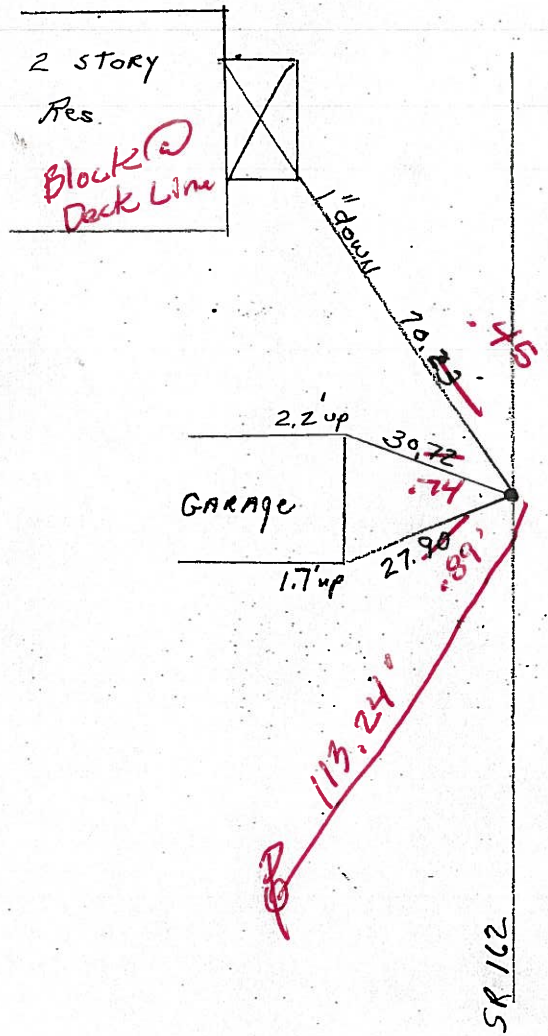 2 STORY
Res.
Block @
Deck Line
1" down
70.23
.45
2.2' up
30.72
.74
GARAGE
27.90
.89'
1.7' up
113.24'
SR 162